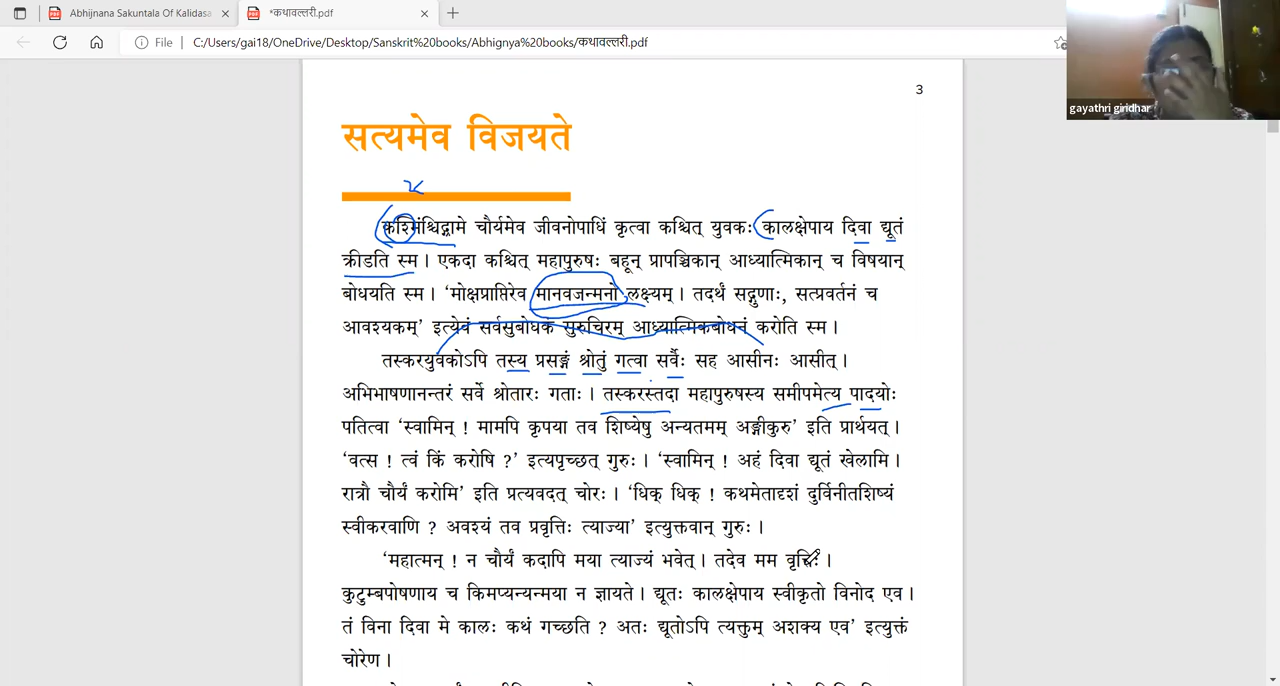 Abhijnana Sakuntala Of Kalidasa
*कथावल्लरी.pdf
File
C:/Users/gai18/OneDrive/Desktop/Sanskrit%20books/Abhignya%20books/कथावल्लरी.pdf
gayathri giridhar
3
सत्यमेव विजयते
कश्मिंश्चिद्ग्रामे चौर्यमेव जीवनोपाधिं कृत्वा कश्चित् युवकः कालक्षेपाय दिवा द्यूतं
क्रीडति स्म । एकदा कश्चित् महापुरुषः बहून् प्रापञ्चिकान् आध्यात्मिकान् च विषयान्
बोधयति स्म । ‘मोक्षप्राप्तिरेव मानवजन्मनो लक्ष्यम् । तदर्थं सद्गुणाः, सत्प्रवर्तनं च
आवश्यकम्’ इत्येवं सर्वसुबोधकं सुरुचिरम् आध्यात्मिकबोधनं करोति स्म ।
तस्करयुवकोऽपि तस्य प्रसङ्गं श्रोतुं गत्वा सर्वैः सह आसीनः आसीत् ।
अभिभाषणानन्तरं सर्वे श्रोतारः गताः । तस्करस्तदा महापुरुषस्य समीपमेत्य पादयोः
पतित्वा ‘स्वामिन् ! मामपि कृपया तव शिष्येषु अन्यतमम् अङ्गीकुरु’ इति प्रार्थयत् ।
‘वत्स ! त्वं किं करोषि ?’ इत्यपृच्छत् गुरुः । ‘स्वामिन् ! अहं दिवा द्यूतं खेलामि ।
रात्रौ चौर्यं करोमि’ इति प्रत्यवदत् चोरः । ‘धिक् धिक् ! कथमेतादृशं दुर्विनीतशिष्यं
स्वीकरवाणि ? अवश्यं तव प्रवृत्तिः त्याज्या’ इत्युक्तवान् गुरुः ।
‘महात्मन् ! न चौर्यं कदापि मया त्याज्यं भवेत् । तदेव मम वृत्तिः ।
कुटुम्बपोषणाय च किमप्यन्यन्मया न ज्ञायते । द्यूतः कालक्षेपाय स्वीकृतो विनोद एव ।
तं विना दिवा मे कालः कथं गच्छति ? अतः द्यूतोऽपि त्यक्तुम् अशक्य एव’ इत्युक्तं
चोरेण ।